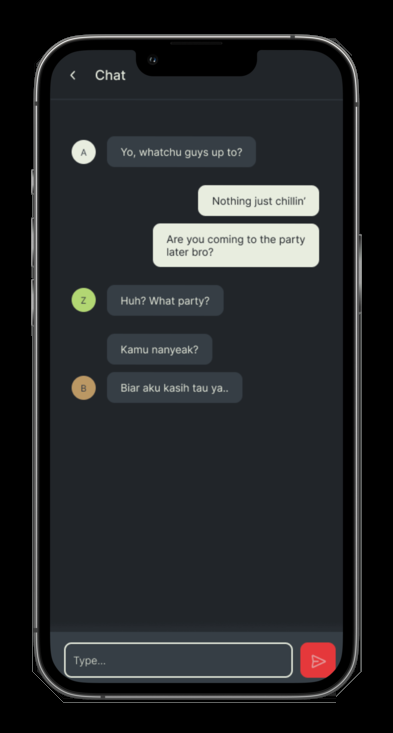 Chat
A
Yo, whatchu guys up to?
Nothing just chillin'
Are you coming to the party
later bro?
Z
Huh? What party?
Kamu nanyeak?
B
Biar aku kasih tau ya..
Type...